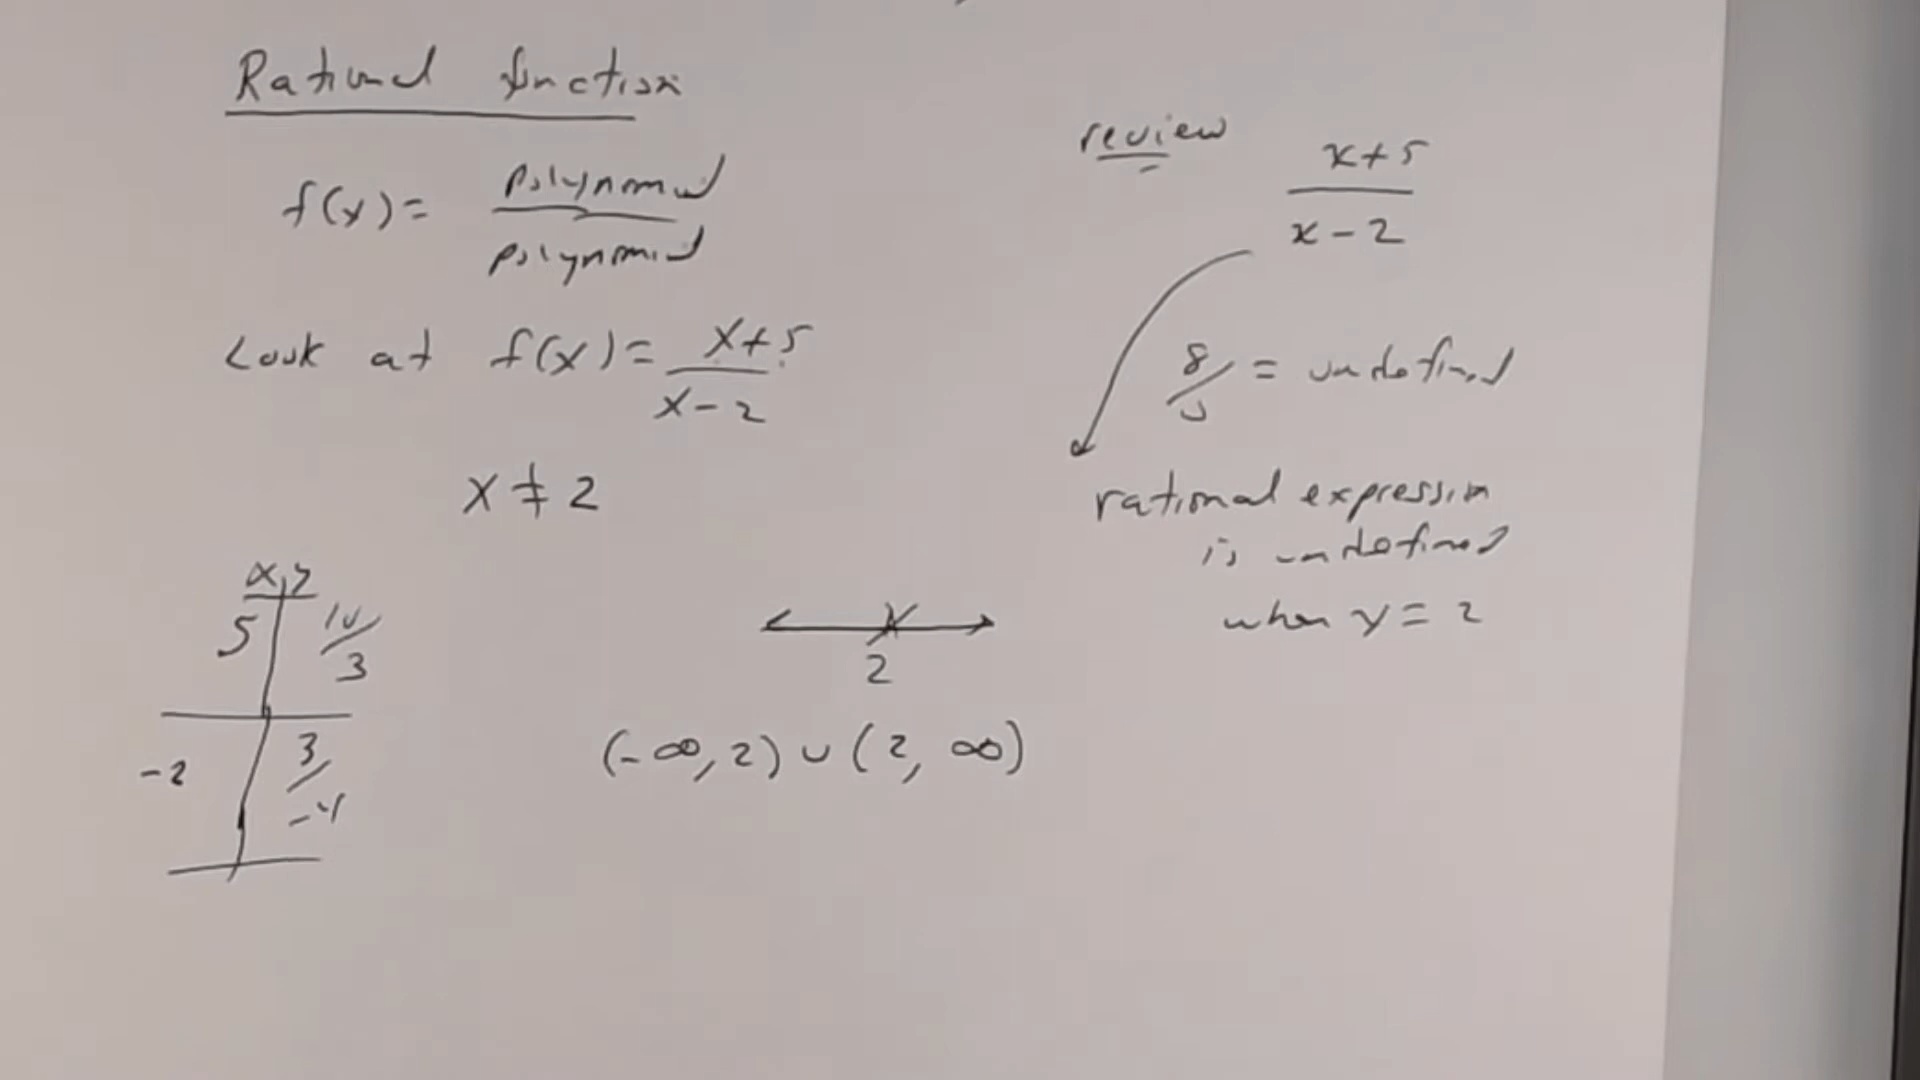 Rational function
f(x) = polynomial / polynomial
Look at f(x) = x+5 / x-2
x ≠ 2
x, y
5 10/3
-2 3/-4
2
(-∞, 2) ∪ (2, ∞)
review
x+5 / x-2
8/0 = undefined
rational expression
is undefined
when x = 2